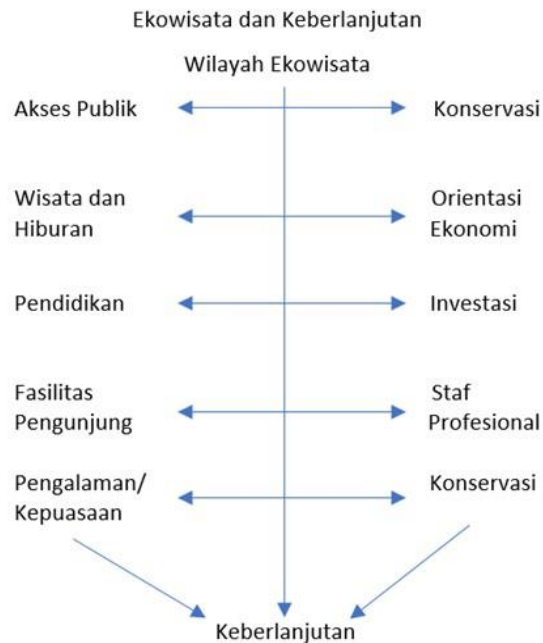 Ekowisata dan Keberlanjutan
Wilayah Ekowisata
Akses Publik
Konservasi
Wisata dan
Hiburan
Orientasi
Ekonomi
Pendidikan
Investasi
Fasilitas
Pengunjung
Staf
Profesional
Pengalaman/
Kepuasaan
Konservasi
Keberlanjutan